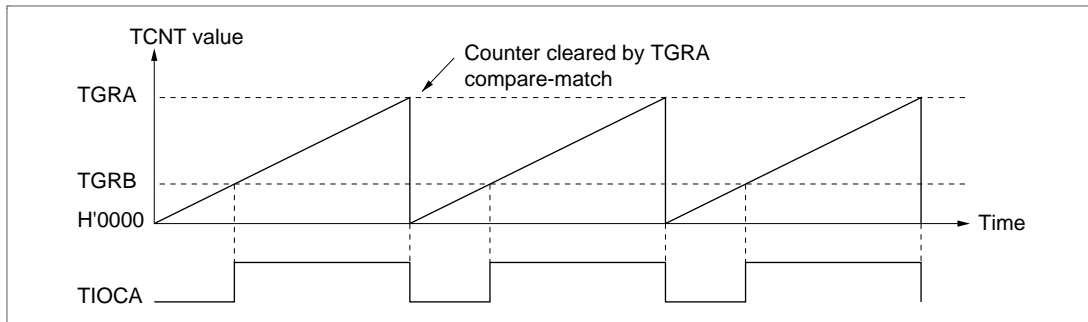 TCNT value
Counter cleared by TGRA
compare-match
TGRA
TGRB
H'0000
Time
TIOCA